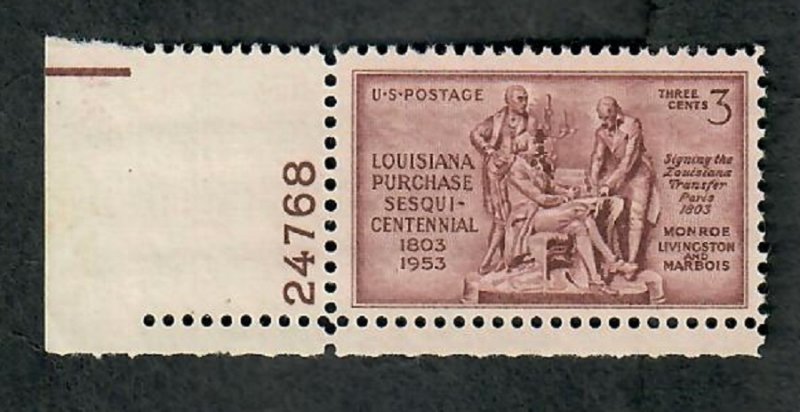 24768
U·S·POSTAGE
LOUISIANA
PURCHASE
SESQUI-
CENTENNIAL
1803
1953
THREE
CENTS 3
Signing the
Louisiana
Transfer
Paris
1803
MONROE
LIVINGSTON
AND
MARBOIS